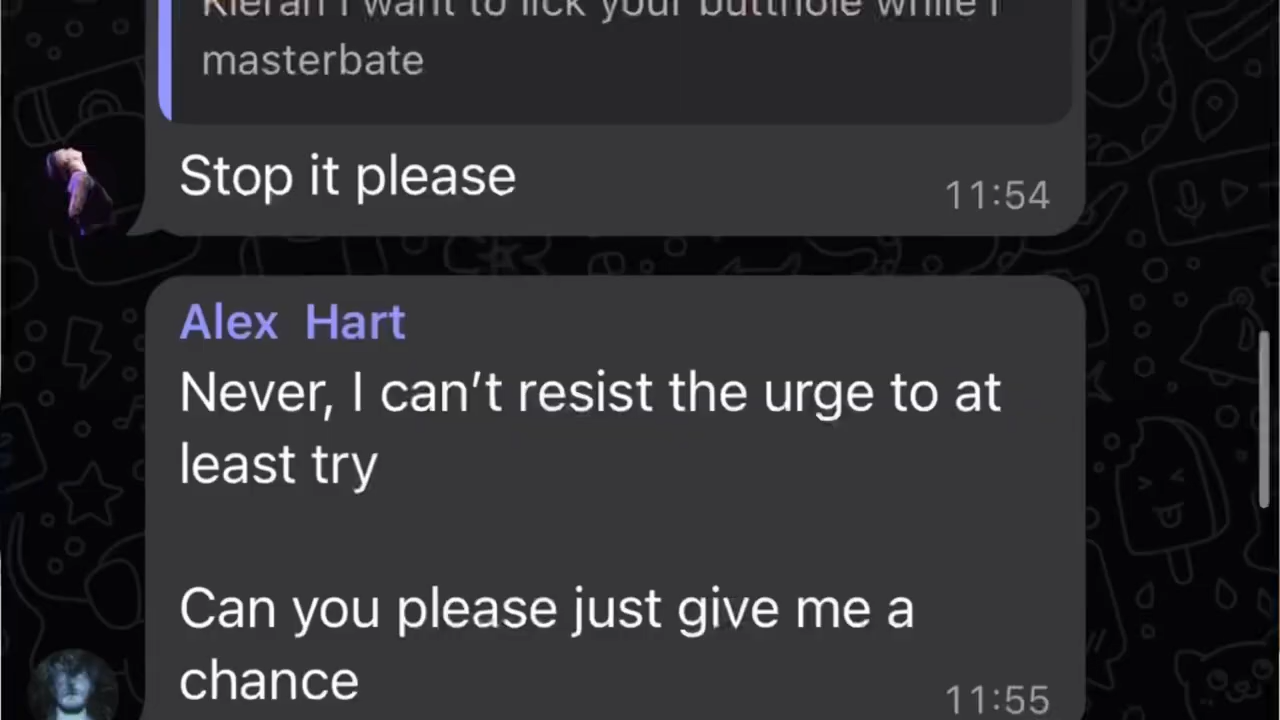 Kieran I want to lick your butthole while I
masterbate
Stop it please
11:54
Alex Hart
Never, I can’t resist the urge to at
least try
Can you please just give me a
chance
11:55